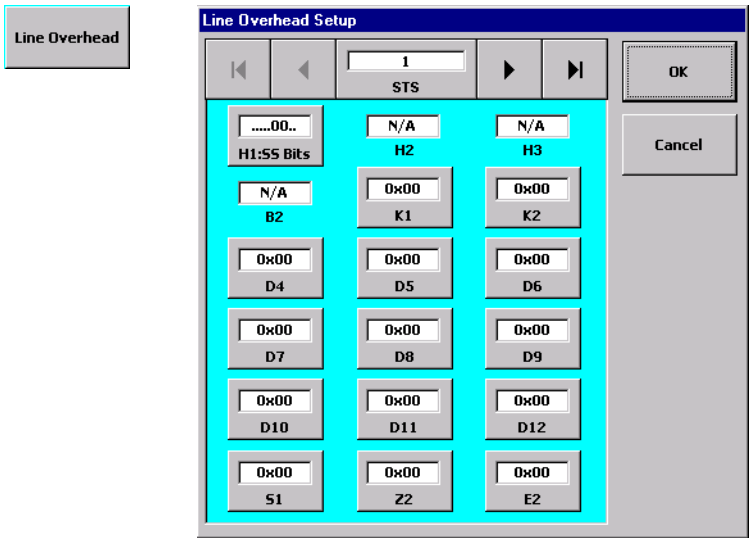 Line Overhead
Line Overhead Setup
1
STS
OK
Cancel
.....00..
H1:SS Bits
N/A
H2
N/A
H3
N/A
B2
0x00
K1
0x00
K2
0x00
D4
0x00
D5
0x00
D6
0x00
D7
0x00
D8
0x00
D9
0x00
D10
0x00
D11
0x00
D12
0x00
S1
0x00
Z2
0x00
E2